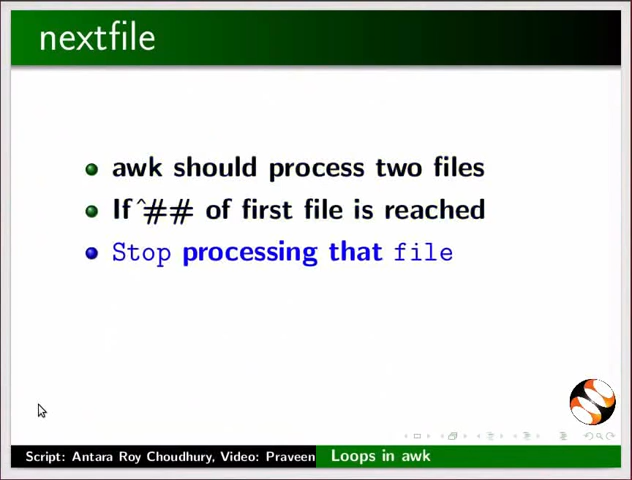 nextfile
awk should process two files
If ^## of first file is reached
Stop processing that file
Script: Antara Roy Choudhury, Video: Praveen
Loops in awk